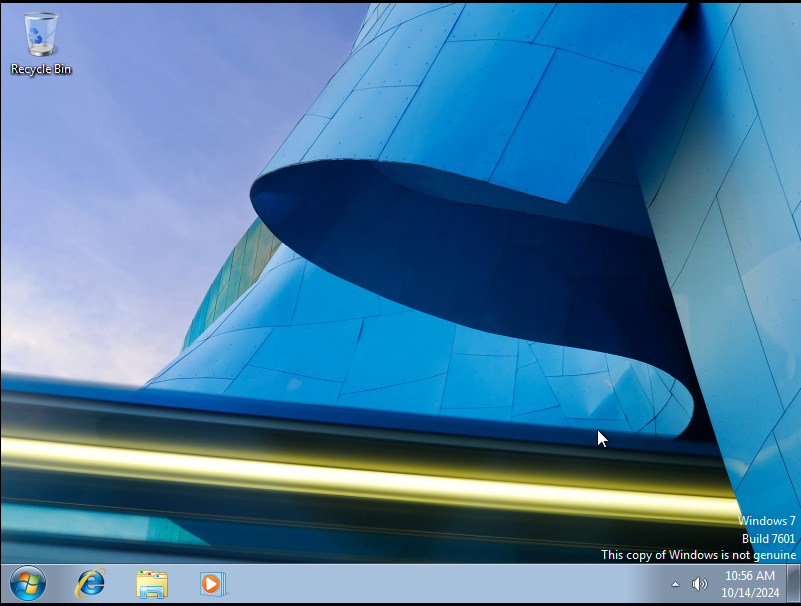 Recycle Bin
Windows 7
Build 7601
This copy of Windows is not genuine
10:56 AM
10/14/2024